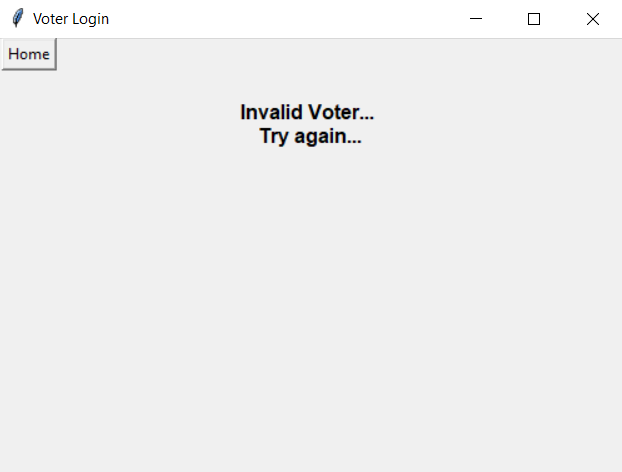 Voter Login
Home
Invalid Voter...
Try again...